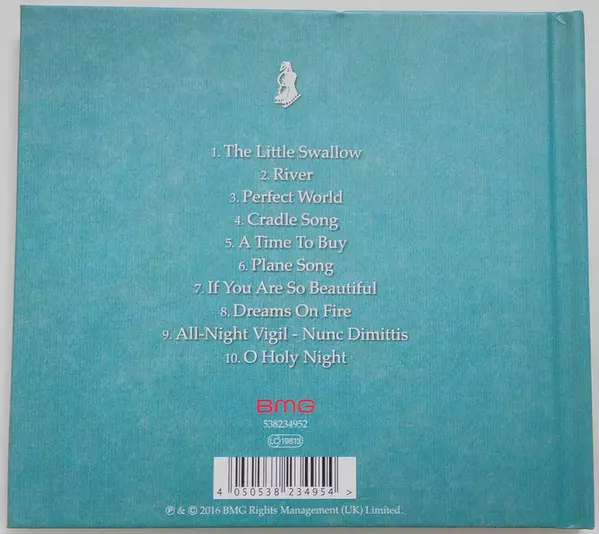 1. The Little Swallow
2. River
3. Perfect World
4. Cradle Song
5. A Time To Buy
6. Plane Song
7. If You Are So Beautiful
8. Dreams On Fire
9. All-Night Vigil - Nunc Dimittis
10. O Holy Night
BMG
538234952
LC 19813
4 050538 234954 >
℗ & © 2016 BMG Rights Management (UK) Limited.